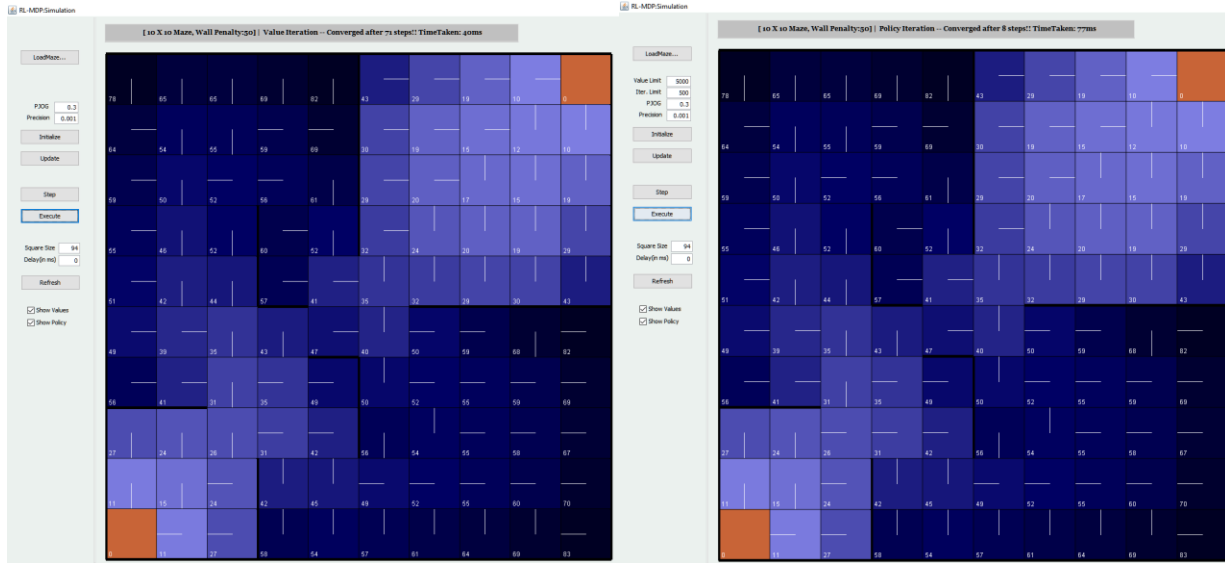 RL-MDP:Simulation
[ 10 X 10 Maze, Wall Penalty:50] | Value Iteration -- Converged after 71 steps!! TimeTaken: 40ms
LoadMaze...
PJOG 0.3
Precision 0.001
Initialize
Update
Step
Execute
Square Size 94
Delay(in ms) 0
Refresh
Show Values
Show Policy
78 65 65 69 82 43 29 19 10 0
64 54 55 59 69 30 19 15 12 10
59 50 52 56 61 29 20 17 15 19
55 46 52 60 52 32 24 20 19 29
51 42 44 57 41 35 32 29 30 43
49 39 35 43 47 40 50 59 68 82
56 41 31 35 49 50 52 55 59 69
27 24 26 31 42 56 54 55 58 67
11 15 24 42 45 49 52 55 60 70
0 11 27 58 54 57 61 64 69 83
RL-MDP:Simulation
[ 10 X 10 Maze, Wall Penalty:50] | Policy Iteration -- Converged after 8 steps!! TimeTaken: 77ms
LoadMaze...
Value Limit 5000
Iter. Limit 500
PJOG 0.3
Precision 0.001
Initialize
Update
Step
Execute
Square Size 94
Delay(in ms) 0
Refresh
Show Values
Show Policy
78 65 65 69 82 43 29 19 10 0
64 54 55 59 69 30 19 15 12 10
59 50 52 56 61 29 20 17 15 19
55 46 52 60 52 32 24 20 19 29
51 42 44 57 41 35 32 29 30 43
49 39 35 43 47 40 50 59 68 82
56 41 31 35 49 50 52 55 59 69
27 24 26 31 42 56 54 55 58 67
11 15 24 42 45 49 52 55 60 70
0 11 27 58 54 57 61 64 69 83